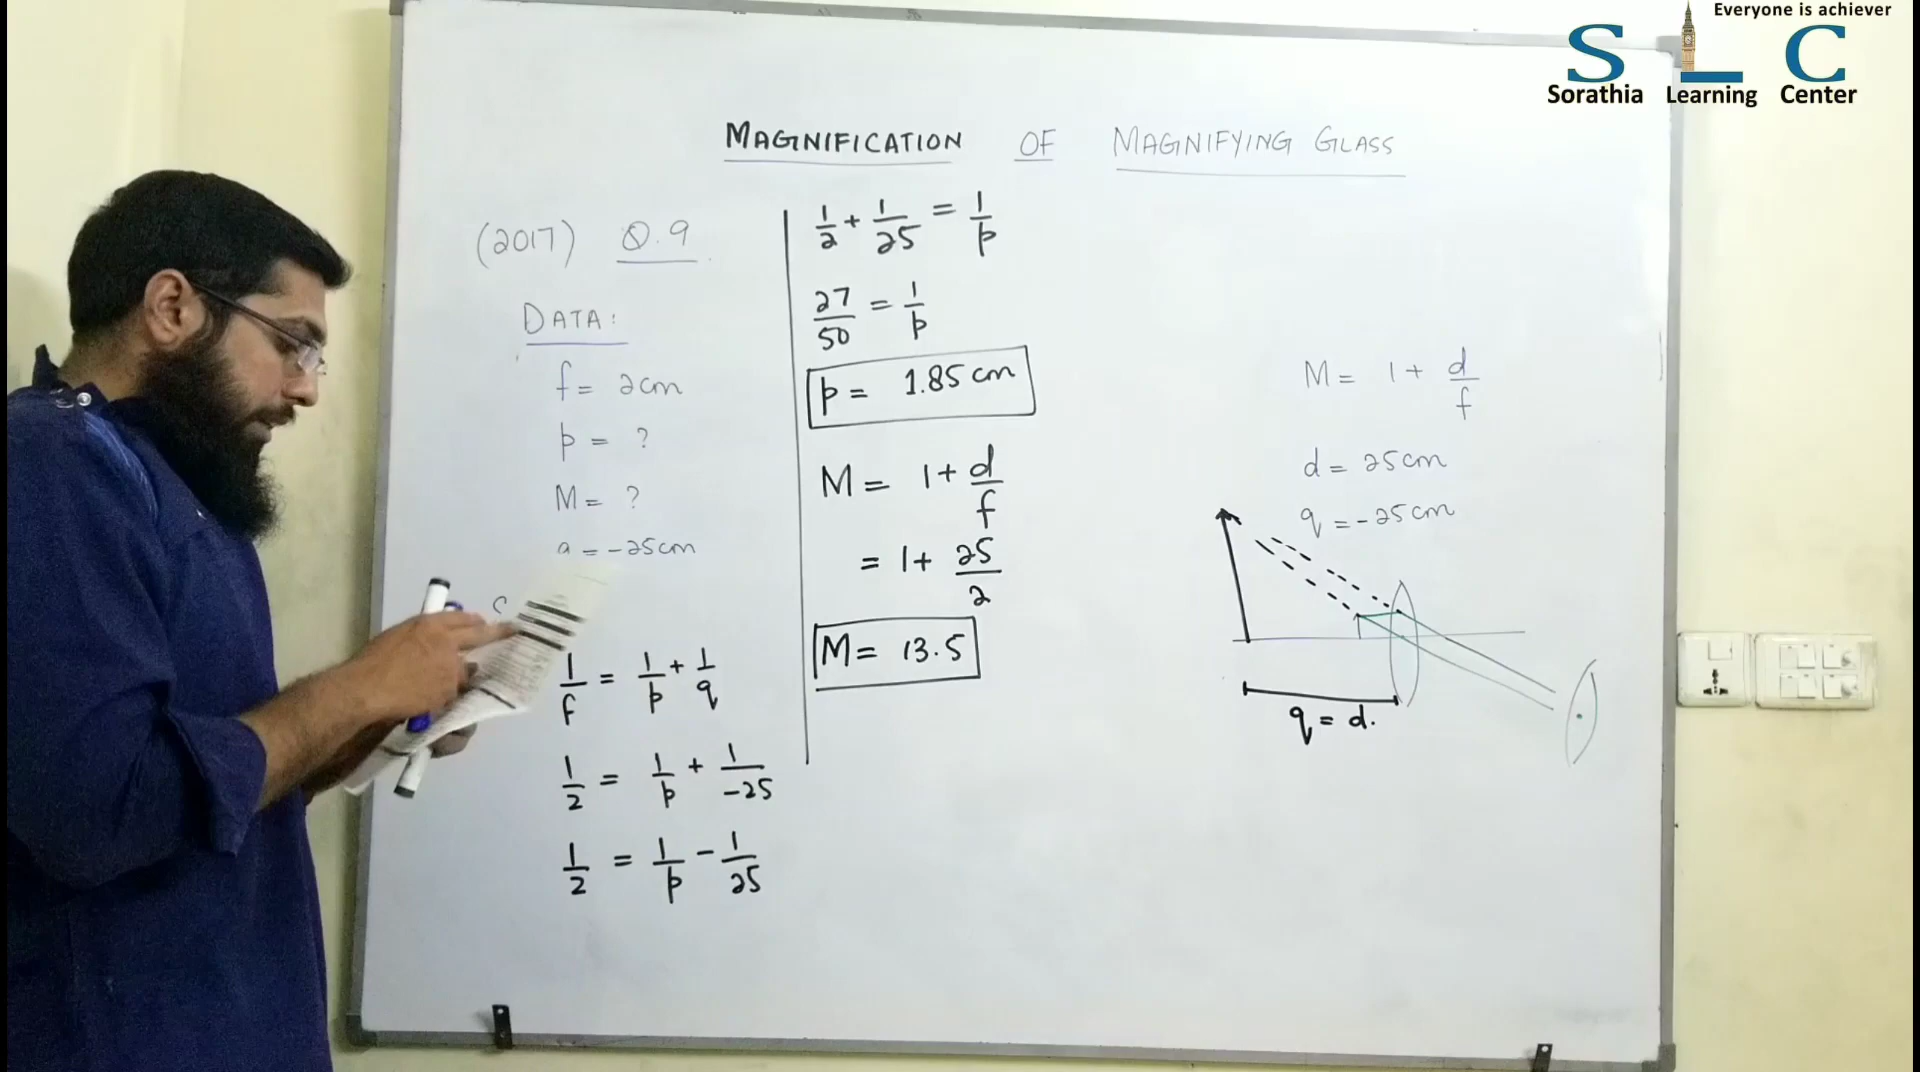 Everyone is achiever
S L C
Sorathia Learning Center
MAGNIFICATION OF MAGNIFYING GLASS
(2017) Q.9
DATA:
f = 2cm
p = ?
M = ?
q = -25cm
1/f = 1/p + 1/q
1/2 = 1/p + 1/-25
1/2 = 1/p - 1/25
1/2 + 1/25 = 1/p
27/50 = 1/p
p = 1.85 cm
M = 1 + d/f
= 1 + 25/2
M = 13.5
M = 1 + d/f
d = 25cm
q = -25cm
q = d.